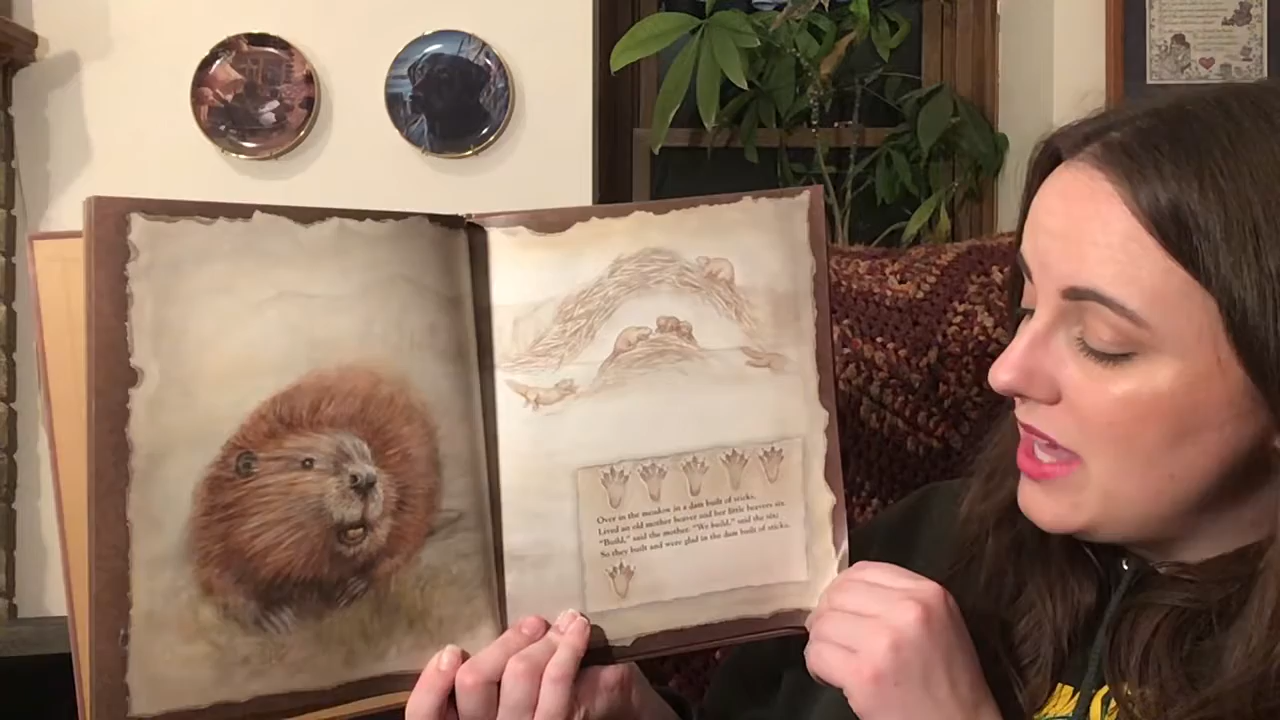 Over in the meadow in a dam built of sticks,
Lived an old mother beaver and her little beavers six.
"Build," said the mother. "We build," said the six;
So they built and were glad in the dam built of sticks.